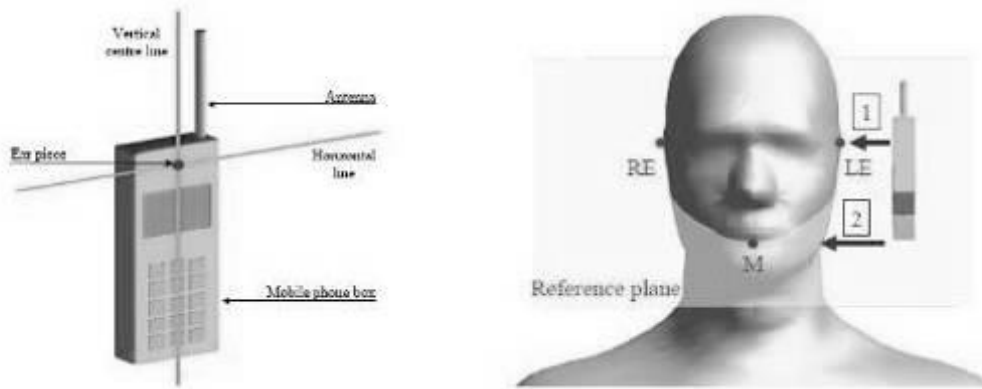 Vertical
centre line
Antenna
Ear piece
Horizontal
line
Mobile phone box
1
RE
LE
2
M
Reference plane